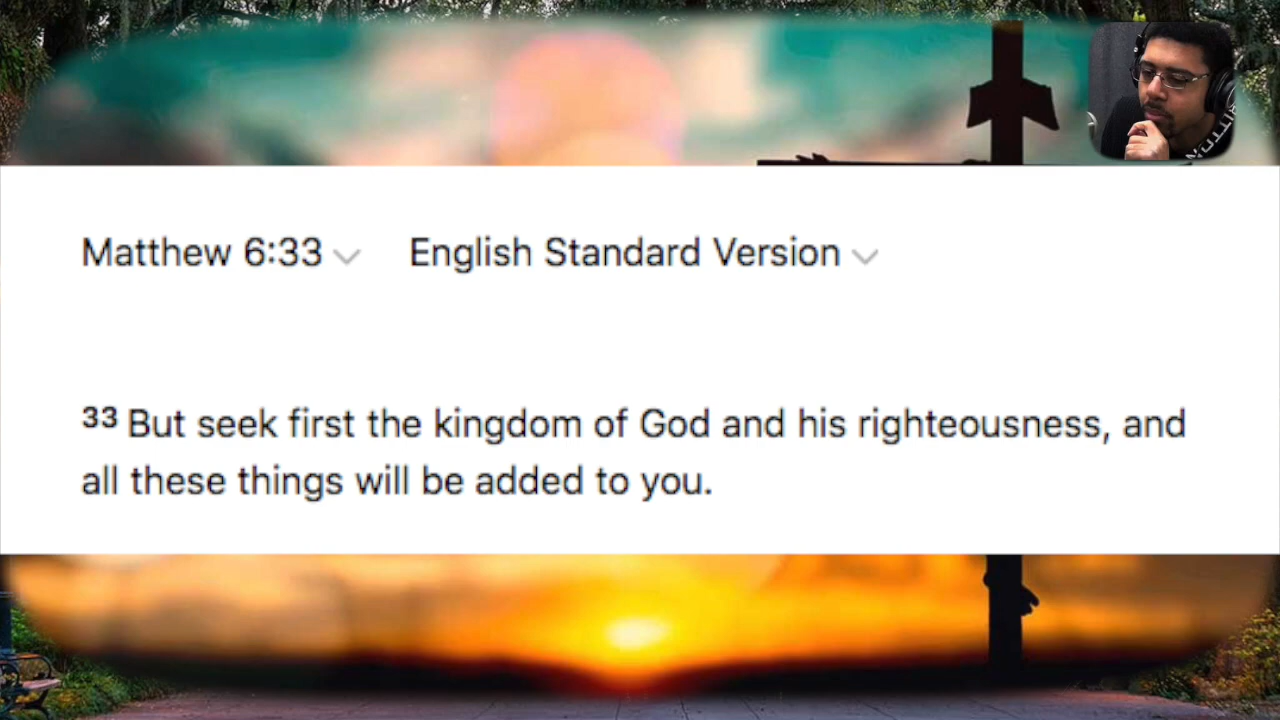 Matthew 6:33 English Standard Version
33 But seek first the kingdom of God and his righteousness, and
all these things will be added to you.